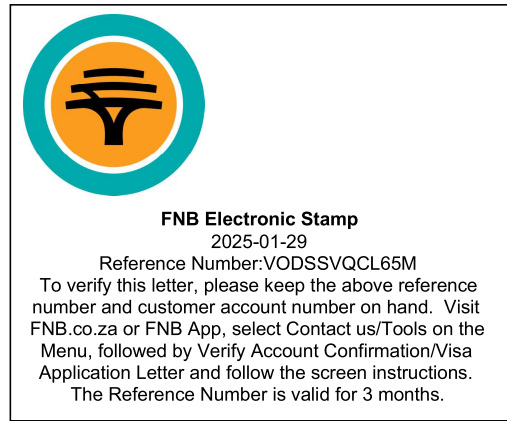 FNB Electronic Stamp
2025-01-29
Reference Number:VODSSVQCL65M
To verify this letter, please keep the above reference
number and customer account number on hand.  Visit
FNB.co.za or FNB App, select Contact us/Tools on the
Menu, followed by Verify Account Confirmation/Visa
Application Letter and follow the screen instructions.
The Reference Number is valid for 3 months.